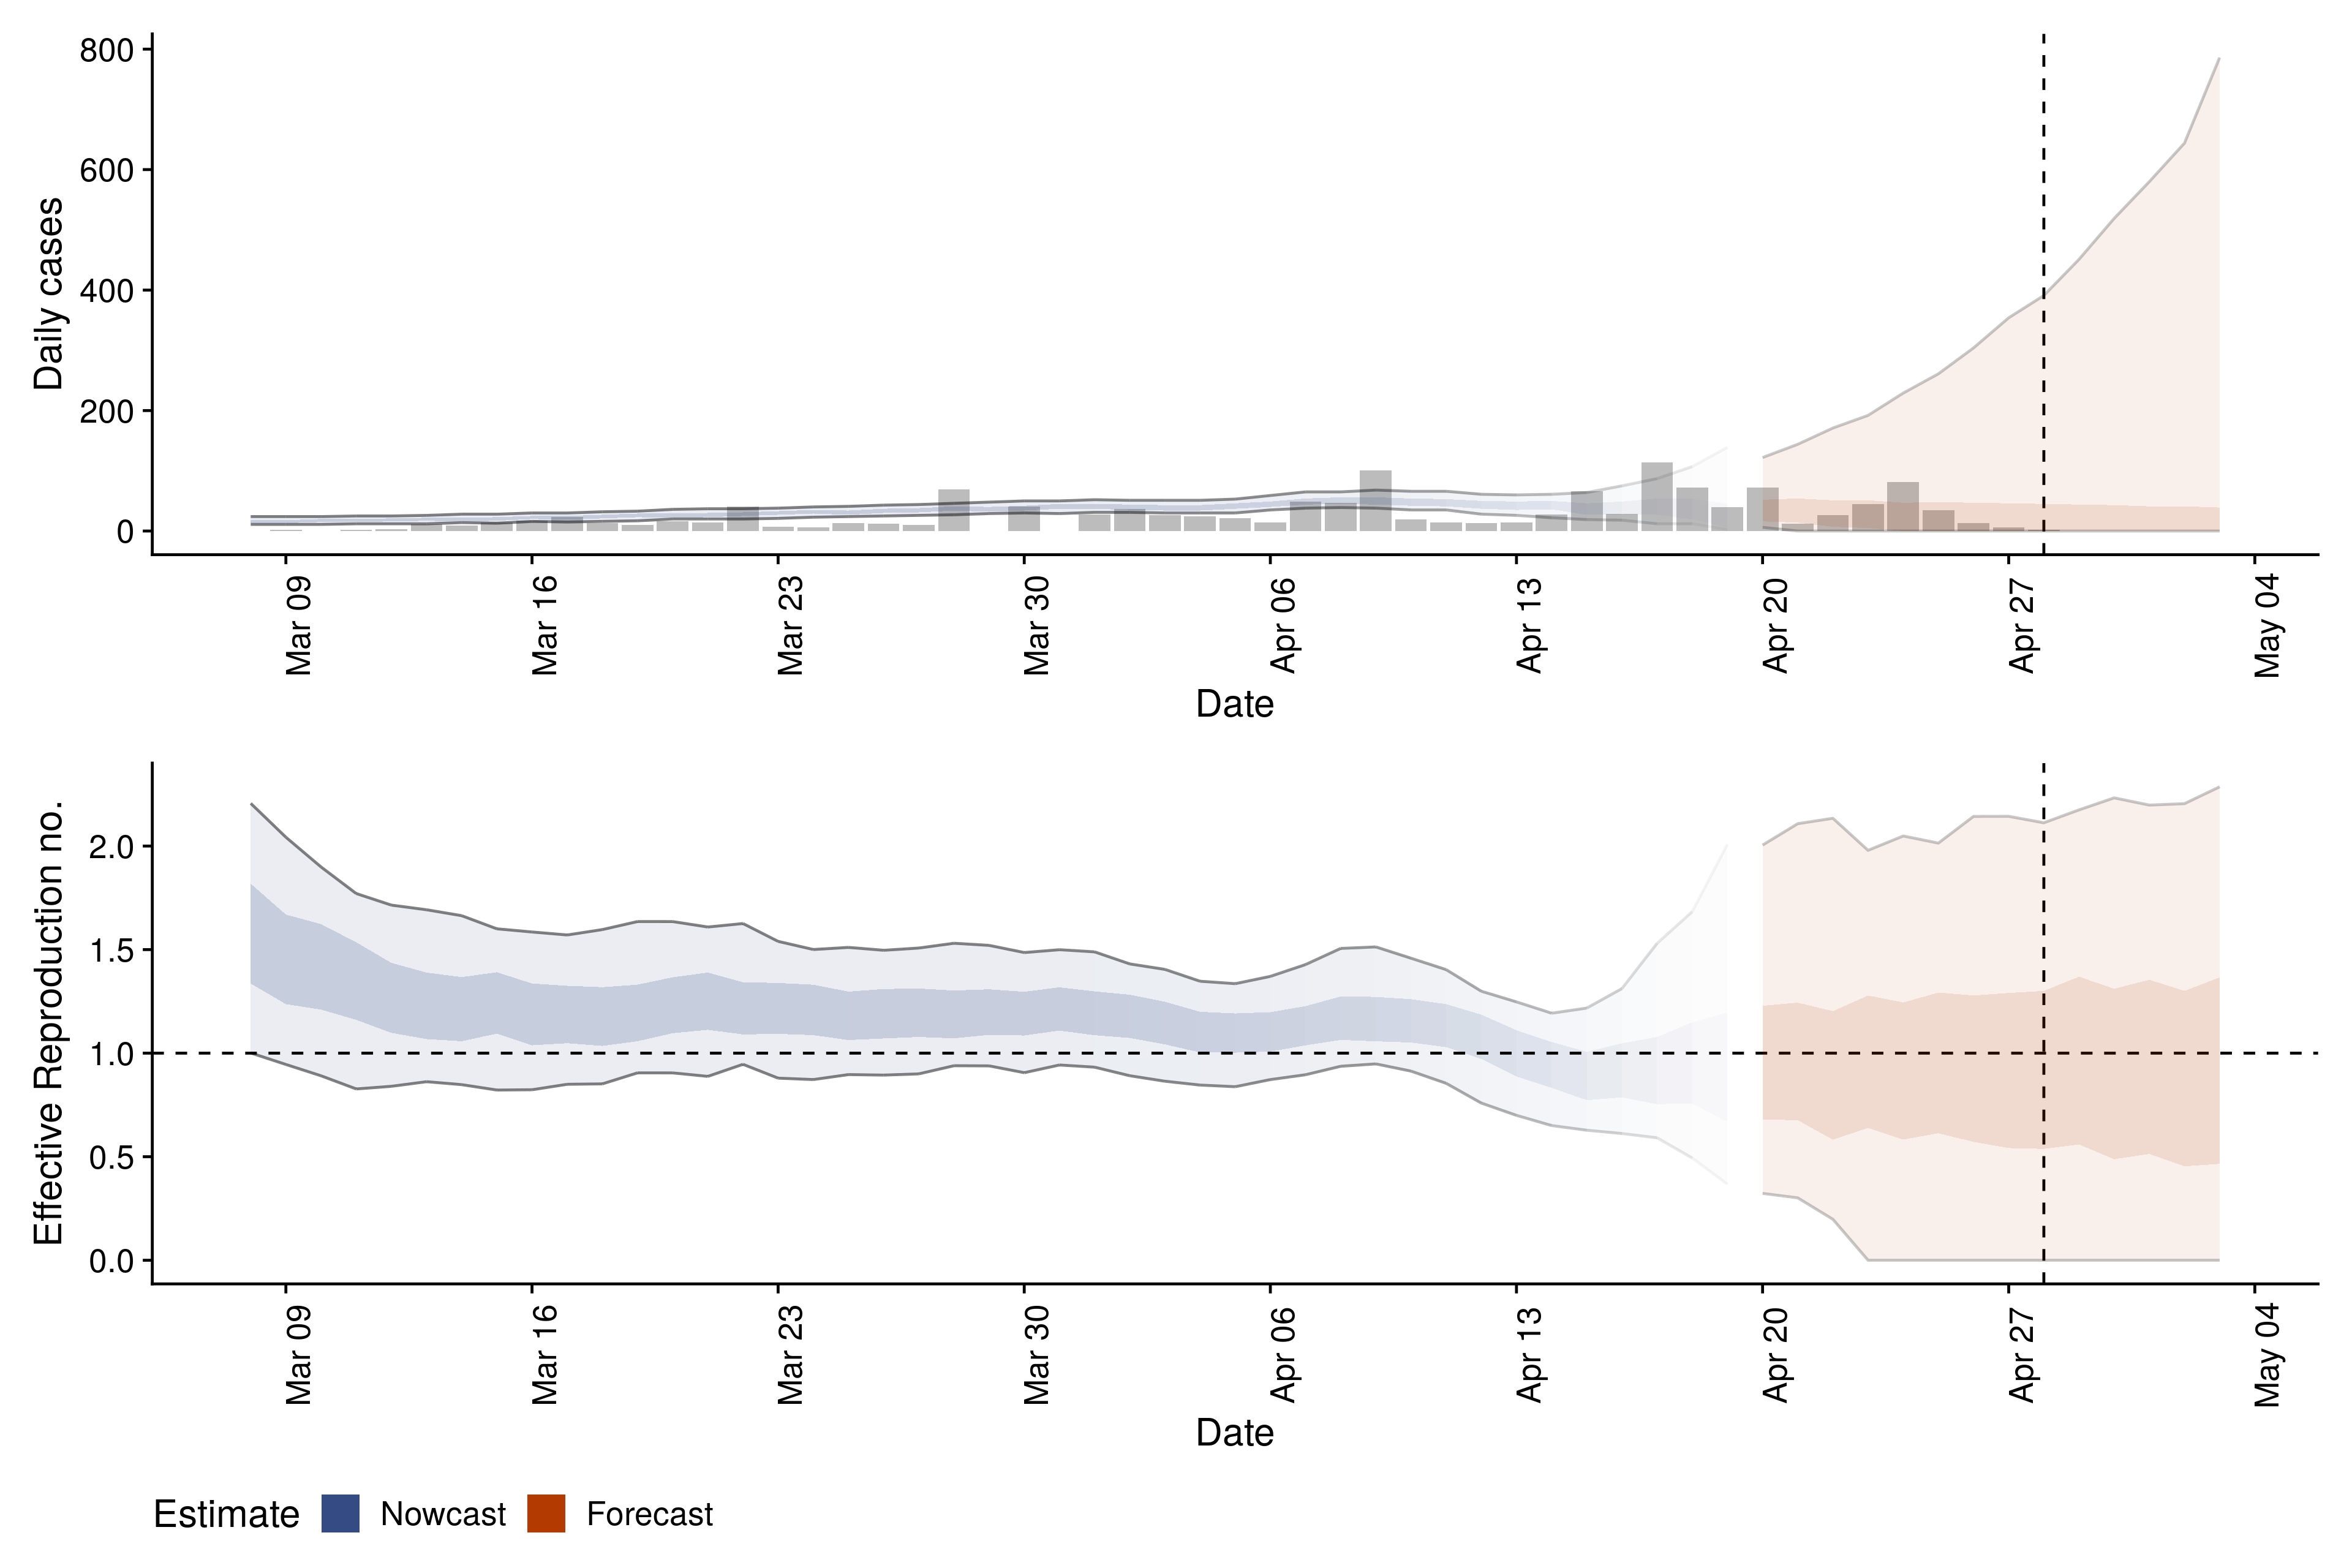 800
600
400
200
0
Daily cases
Mar 09
Mar 16
Mar 23
Mar 30
Apr 06
Apr 13
Apr 20
Apr 27
May 04
Date
2.0
1.5
1.0
0.5
0.0
Effective Reproduction no.
Mar 09
Mar 16
Mar 23
Mar 30
Apr 06
Apr 13
Apr 20
Apr 27
May 04
Date
Estimate Nowcast Forecast